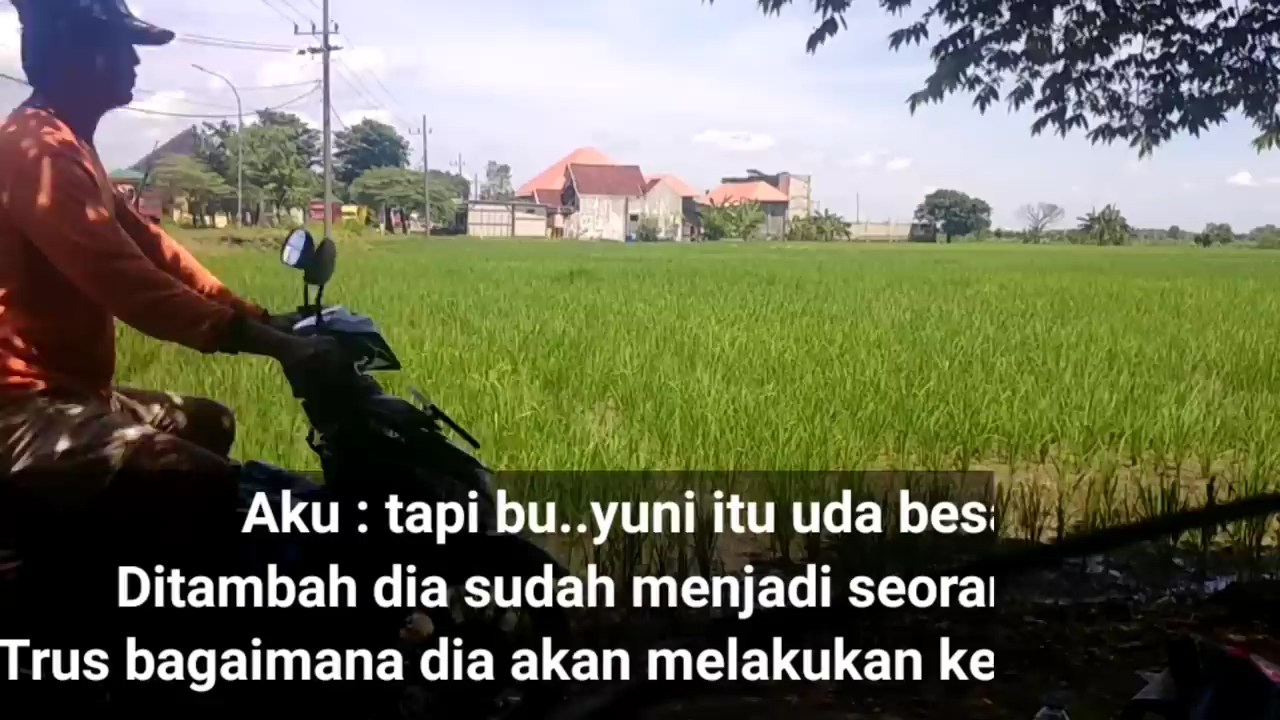 Aku : tapi bu..yuni itu uda
Ditambah dia sudah menjadi
Trus bagaimana dia akan melakukan